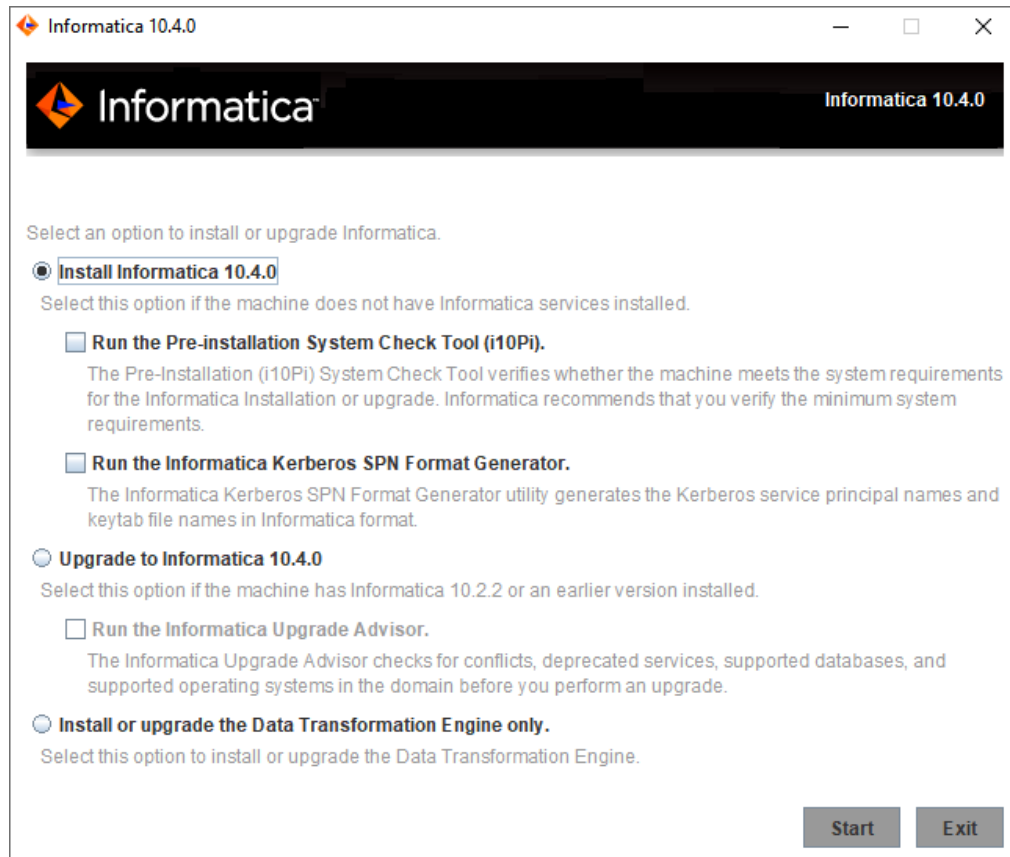 Informatica 10.4.0
Informatica
Informatica 10.4.0
Select an option to install or upgrade Informatica.
Install Informatica 10.4.0
Select this option if the machine does not have Informatica services installed.
Run the Pre-installation System Check Tool (i10Pi).
The Pre-Installation (i10Pi) System Check Tool verifies whether the machine meets the system requirements
for the Informatica Installation or upgrade. Informatica recommends that you verify the minimum system
requirements.
Run the Informatica Kerberos SPN Format Generator.
The Informatica Kerberos SPN Format Generator utility generates the Kerberos service principal names and
keytab file names in Informatica format.
Upgrade to Informatica 10.4.0
Select this option if the machine has Informatica 10.2.2 or an earlier version installed.
Run the Informatica Upgrade Advisor.
The Informatica Upgrade Advisor checks for conflicts, deprecated services, supported databases, and
supported operating systems in the domain before you perform an upgrade.
Install or upgrade the Data Transformation Engine only.
Select this option to install or upgrade the Data Transformation Engine.
Start Exit